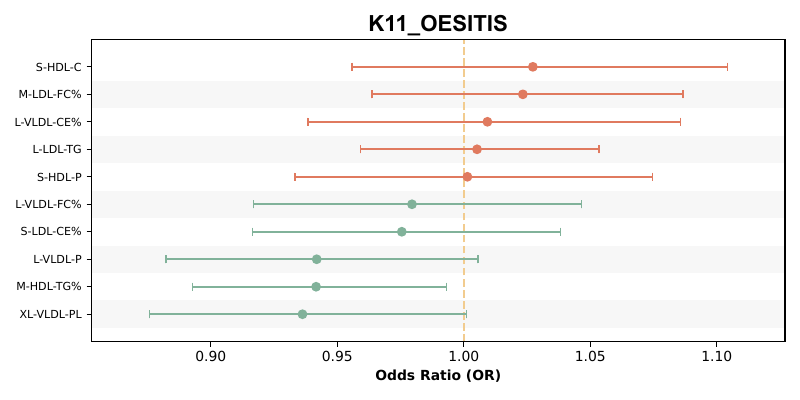 K11_OESITIS
S-HDL-C
M-LDL-FC%
L-VLDL-CE%
L-LDL-TG
S-HDL-P
L-VLDL-FC%
S-LDL-CE%
L-VLDL-P
M-HDL-TG%
XL-VLDL-PL
0.90 0.95 1.00 1.05 1.10
Odds Ratio (OR)